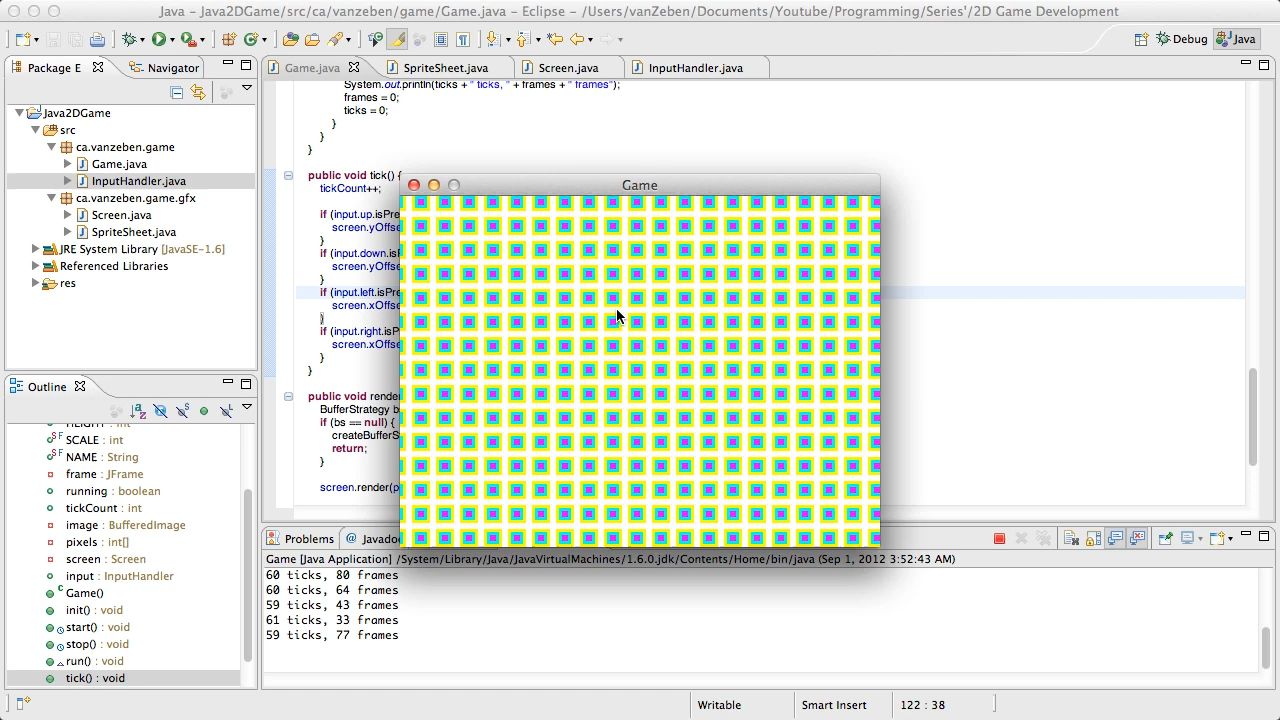 Java – Java2DGame/src/ca/vanzeben/game/Game.java – Eclipse – /Users/vanZeben/Documents/Youtube/Programming/Series'/2D Game Development
Debug
Java
Package E
Navigator
Java2DGame
src
ca.vanzeben.game
Game.java
InputHandler.java
ca.vanzeben.game.gfx
Screen.java
SpriteSheet.java
JRE System Library [JavaSE-1.6]
Referenced Libraries
res
Game.java
SpriteSheet.java
Screen.java
InputHandler.java
System.out.println(ticks + " ticks, " + frames + " frames");
frames = 0;
ticks = 0;
}
}
}
public void tick() {
tickCount++;
if (input.up.isPre
screen.yOffse
}
if (input.down.isP
screen.yOffse
}
if (input.left.isPre
screen.xOffse
}
if (input.right.isP
screen.xOffse
}
}
public void render
BufferStrategy b
if (bs == null) {
createBufferS
return;
}
screen.render(p
Game
Outline
HEIGHT : int
SCALE : int
NAME : String
frame : JFrame
running : boolean
tickCount : int
image : BufferedImage
pixels : int[]
screen : Screen
input : InputHandler
Game()
init() : void
start() : void
stop() : void
run() : void
tick() : void
Problems
@ Javadoc
Game [Java Application] /System/Library/Java/JavaVirtualMachines/1.6.0.jdk/Contents/Home/bin/java (Sep 1, 2012 3:52:43 AM)
60 ticks, 80 frames
60 ticks, 64 frames
59 ticks, 43 frames
61 ticks, 33 frames
59 ticks, 77 frames
Writable
Smart Insert
122 : 38